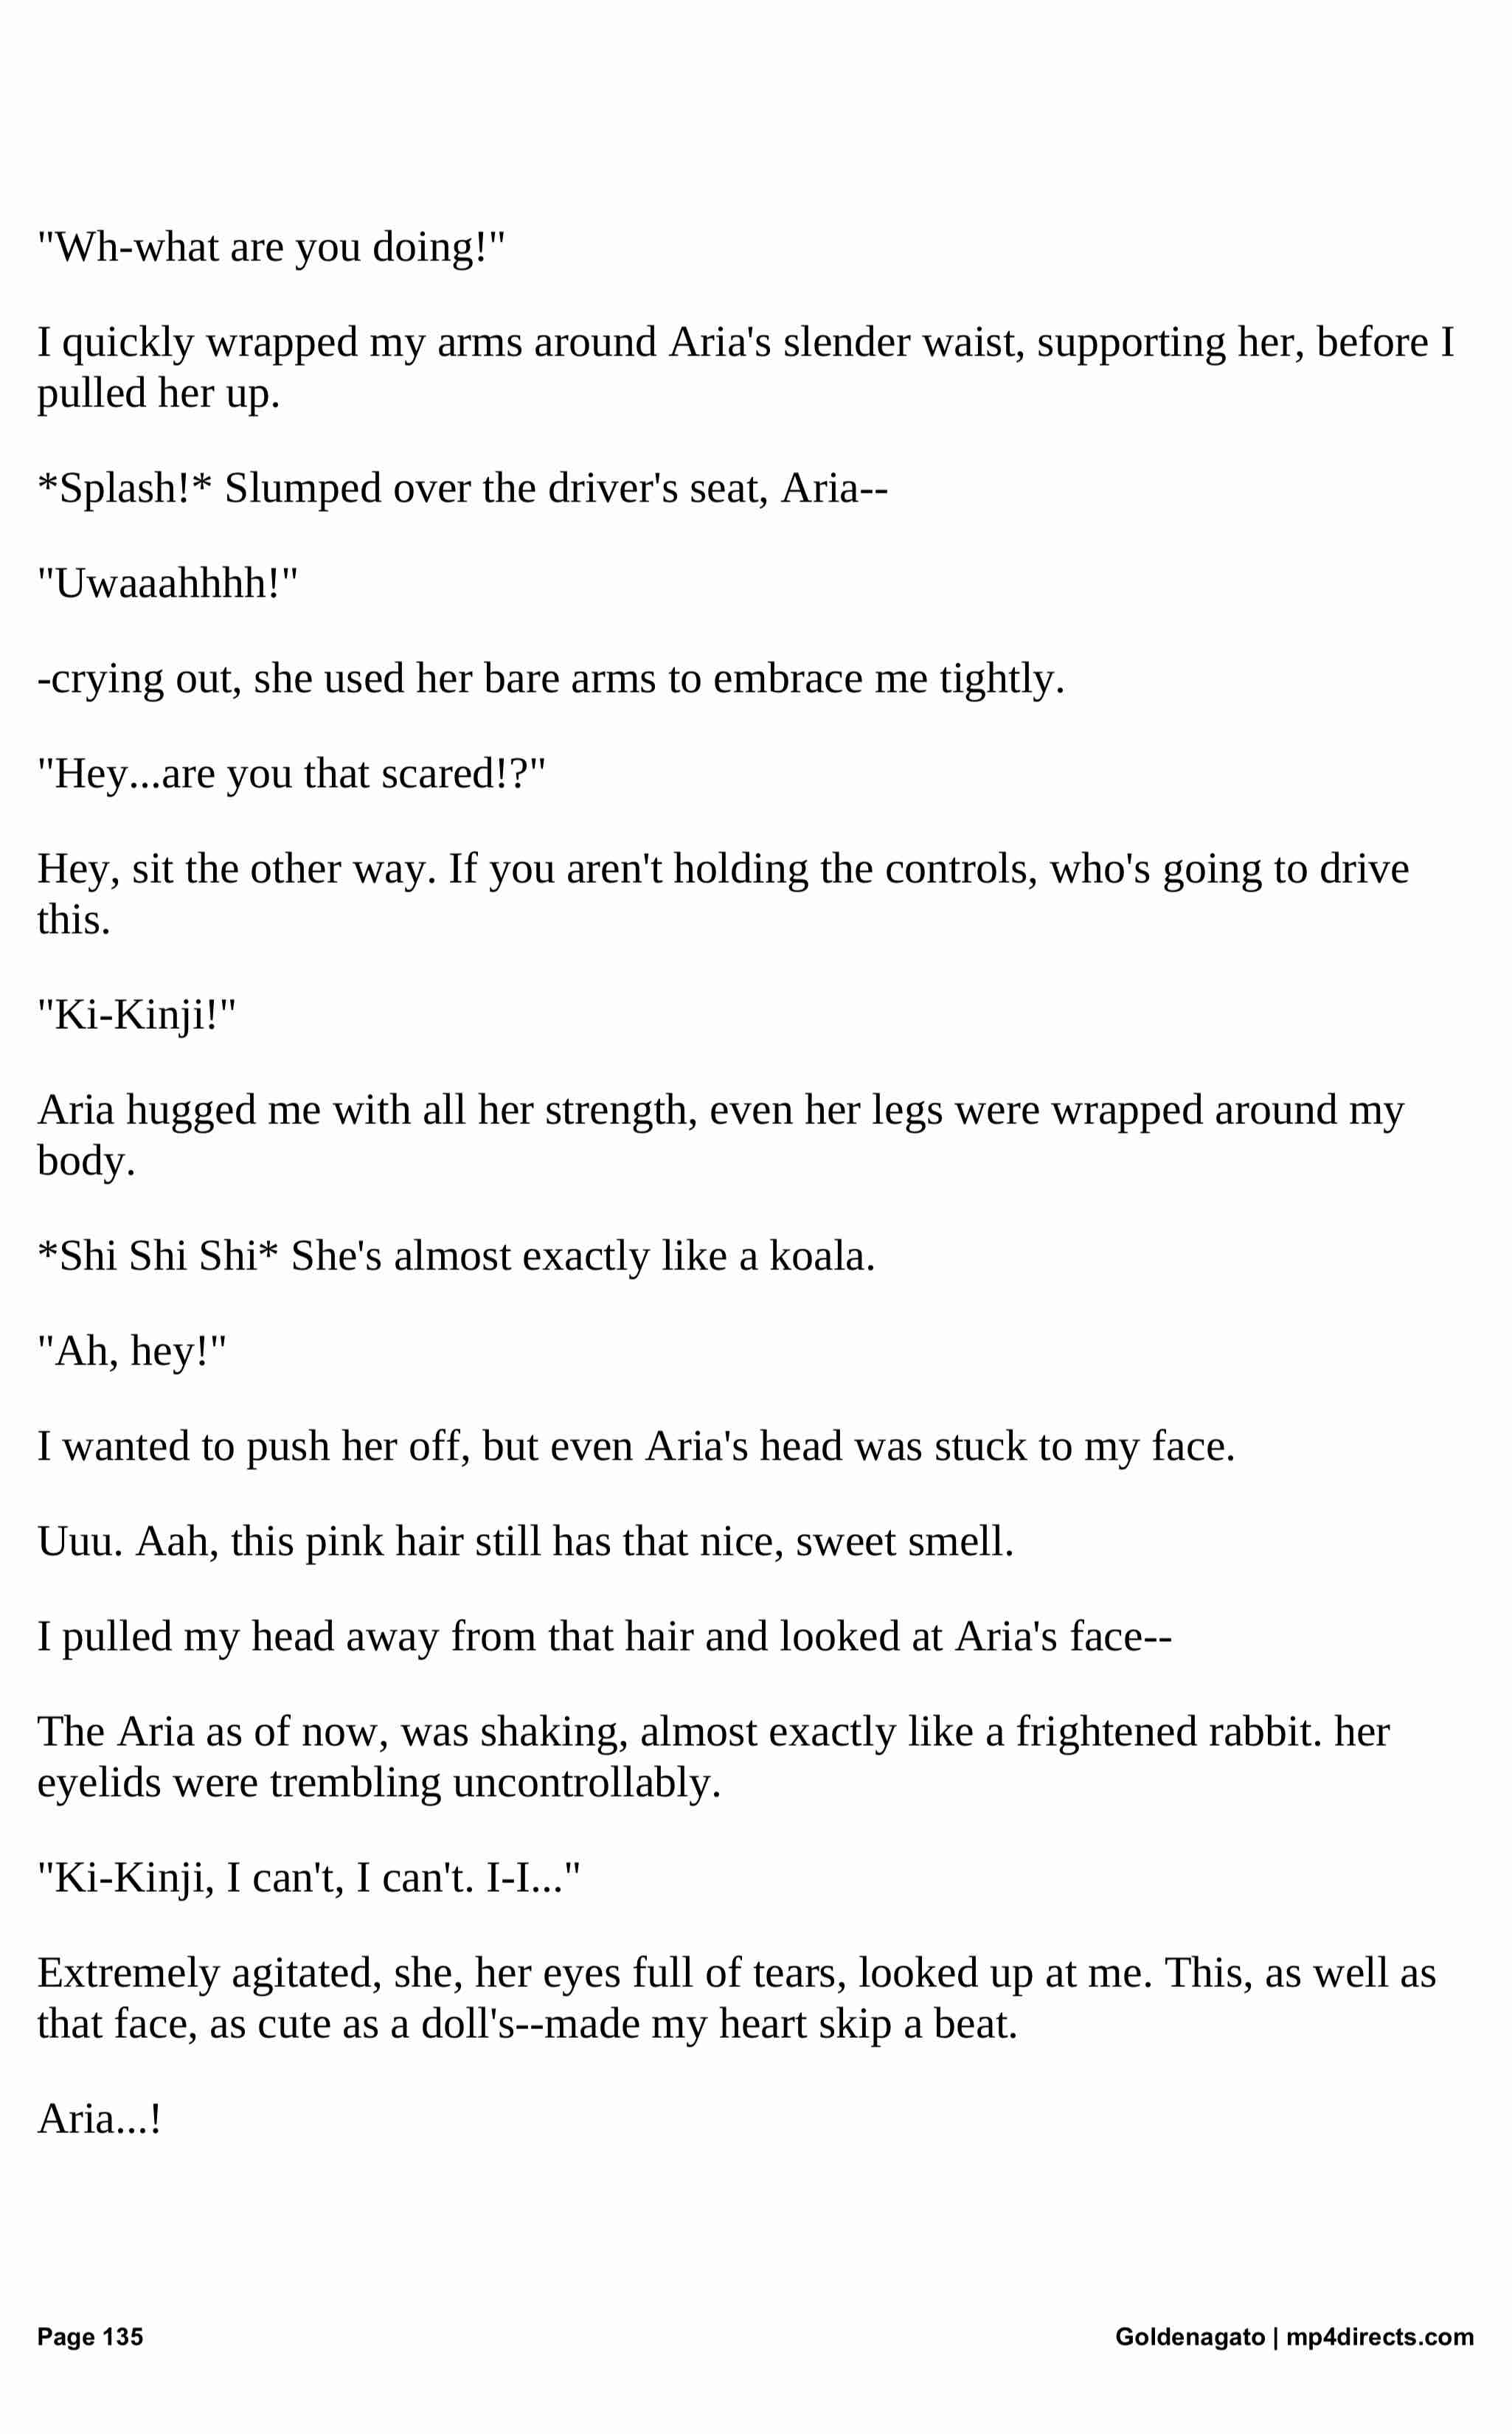 "Wh-what are you doing!"
I quickly wrapped my arms around Aria's slender waist, supporting her, before I
pulled her up.
*Splash!* Slumped over the driver's seat, Aria--
"Uwaaahhhh!"
-crying out, she used her bare arms to embrace me tightly.
"Hey...are you that scared!?"
Hey, sit the other way. If you aren't holding the controls, who's going to drive
this.
"Ki-Kinji!"
Aria hugged me with all her strength, even her legs were wrapped around my
body.
*Shi Shi Shi* She's almost exactly like a koala.
"Ah, hey!"
I wanted to push her off, but even Aria's head was stuck to my face.
Uuu. Aah, this pink hair still has that nice, sweet smell.
I pulled my head away from that hair and looked at Aria's face--
The Aria as of now, was shaking, almost exactly like a frightened rabbit. her
eyelids were trembling uncontrollably.
"Ki-Kinji, I can't, I can't. I-I..."
Extremely agitated, she, her eyes full of tears, looked up at me. This, as well as
that face, as cute as a doll's--made my heart skip a beat.
Aria...!
Page 135
Goldenagato | mp4directs.com